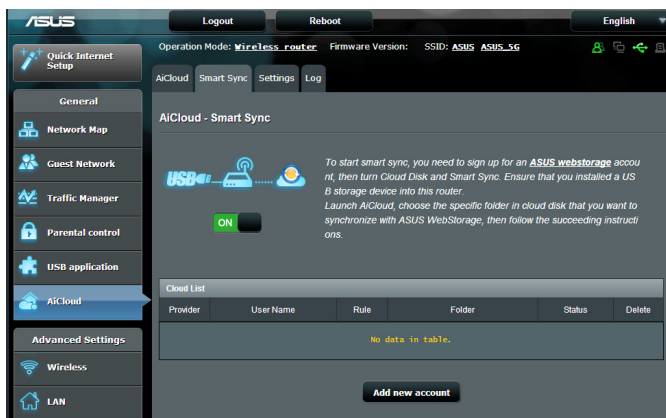 ASUS
Logout
Reboot
English
Quick Internet
Setup
Operation Mode: Wireless router Firmware Version: SSID: ASUS ASUS_5G
AiCloud Smart Sync Settings Log
General
Network Map
Guest Network
Traffic Manager
Parental control
USB application
AiCloud
Advanced Settings
Wireless
LAN
AiCloud - Smart Sync
USB
ON
To start smart sync, you need to sign up for an ASUS webstorage accou
nt, then turn Cloud Disk and Smart Sync. Ensure that you installed a US
B storage device into this router.
Launch AiCloud, choose the specific folder in cloud disk that you want to
synchronize with ASUS WebStorage, then follow the succeeding instructi
ons.
Cloud List
Provider User Name Rule Folder Status Delete
No data in table.
Add new account